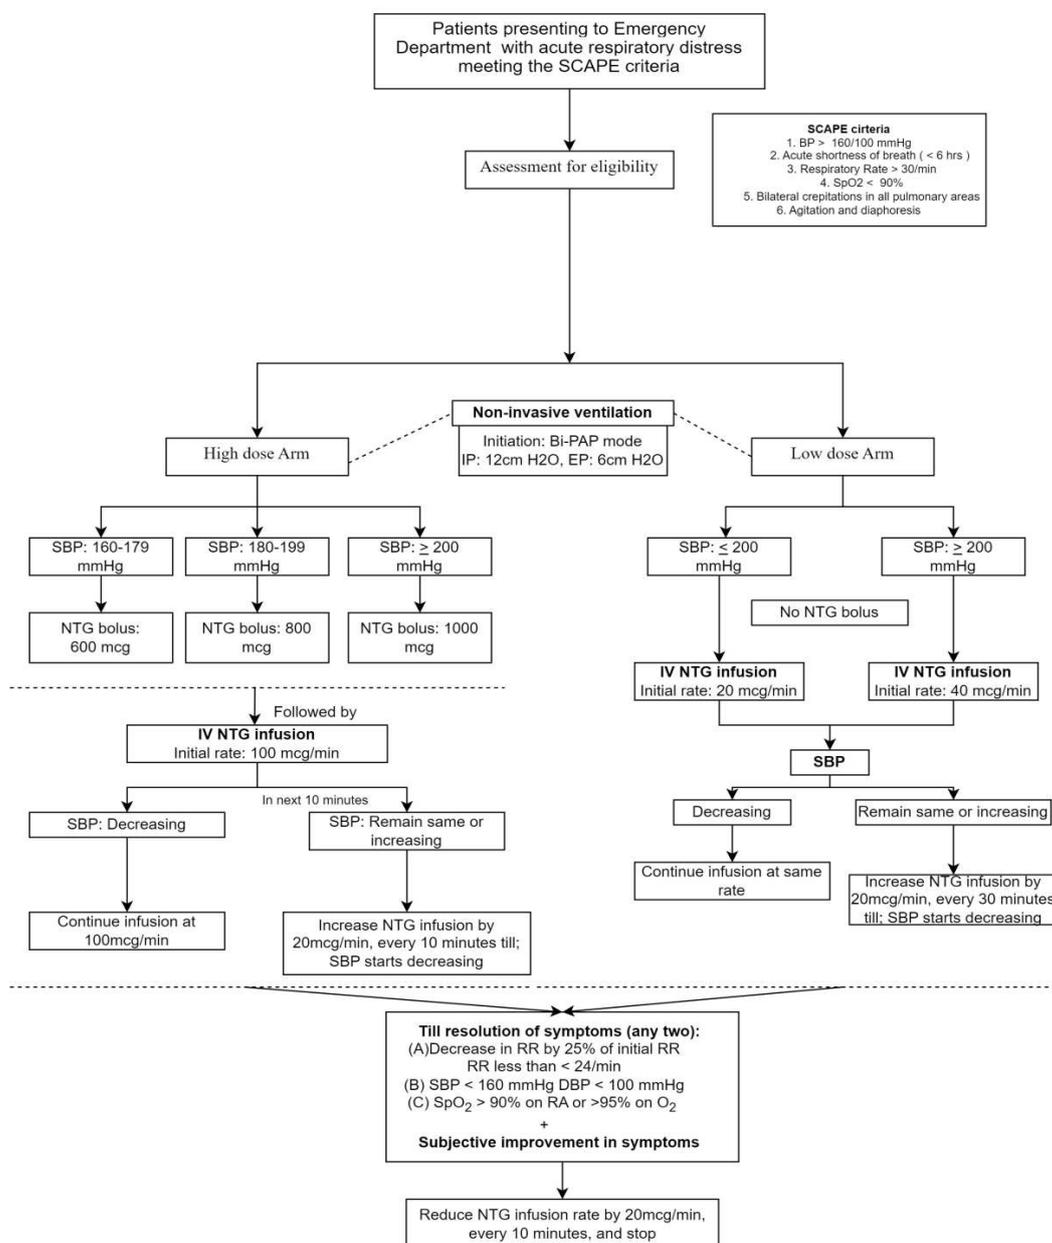 Patients presenting to Emergency
Department with acute respiratory distress
meeting the SCAPE criteria
SCAPE cirteria
1. BP > 160/100 mmHg
2. Acute shortness of breath ( < 6 hrs )
3. Respiratory Rate > 30/min
4. SpO2 < 90%
5. Bilateral crepitations in all pulmonary areas
6. Agitation and diaphoresis
Assessment for eligibility
Non-invasive ventilation
Initiation: Bi-PAP mode
IP: 12cm H2O, EP: 6cm H2O
High dose Arm
Low dose Arm
SBP: 160-179
mmHg
SBP: 180-199
mmHg
SBP: ≥ 200
mmHg
SBP: ≤ 200
mmHg
SBP: ≥ 200
mmHg
NTG bolus:
600 mcg
NTG bolus: 800
mcg
NTG bolus: 1000
mcg
No NTG bolus
IV NTG infusion
Initial rate: 20 mcg/min
IV NTG infusion
Initial rate: 40 mcg/min
Followed by
IV NTG infusion
Initial rate: 100 mcg/min
SBP
In next 10 minutes
SBP: Decreasing
SBP: Remain same or
increasing
Decreasing
Remain same or increasing
Continue infusion at same
rate
Increase NTG infusion by
20mcg/min, every 30 minutes
till; SBP starts decreasing
Continue infusion at
100mcg/min
Increase NTG infusion by
20mcg/min, every 10 minutes till;
SBP starts decreasing
Till resolution of symptoms (any two):
(A)Decrease in RR by 25% of initial RR
RR less than < 24/min
(B) SBP < 160 mmHg DBP < 100 mmHg
(C) SpO2 > 90% on RA or >95% on O2
+
Subjective improvement in symptoms
Reduce NTG infusion rate by 20mcg/min,
every 10 minutes, and stop